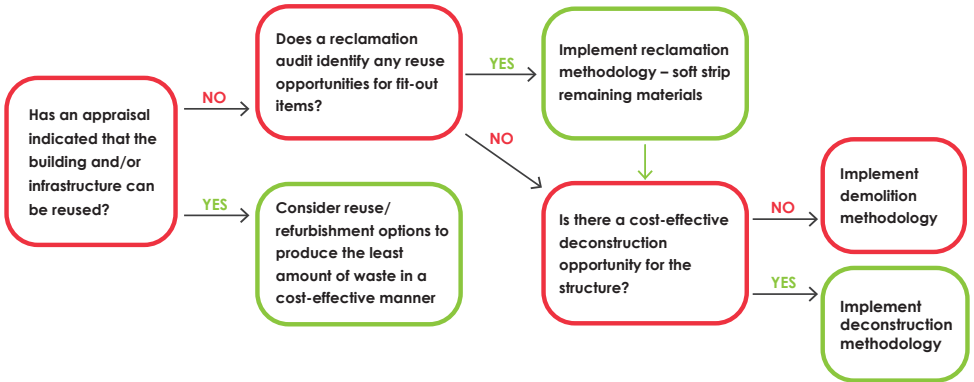 Has an appraisal
indicated that the
building and/or
infrastructure can
be reused?
NO
YES
Does a reclamation
audit identify any reuse
opportunities for fit-out
items?
YES
NO
Consider reuse/
refurbishment options to
produce the least
amount of waste in a
cost-effective manner
Implement reclamation
methodology – soft strip
remaining materials
Is there a cost-effective
deconstruction
opportunity for the
structure?
NO
YES
Implement
demolition
methodology
Implement
deconstruction
methodology